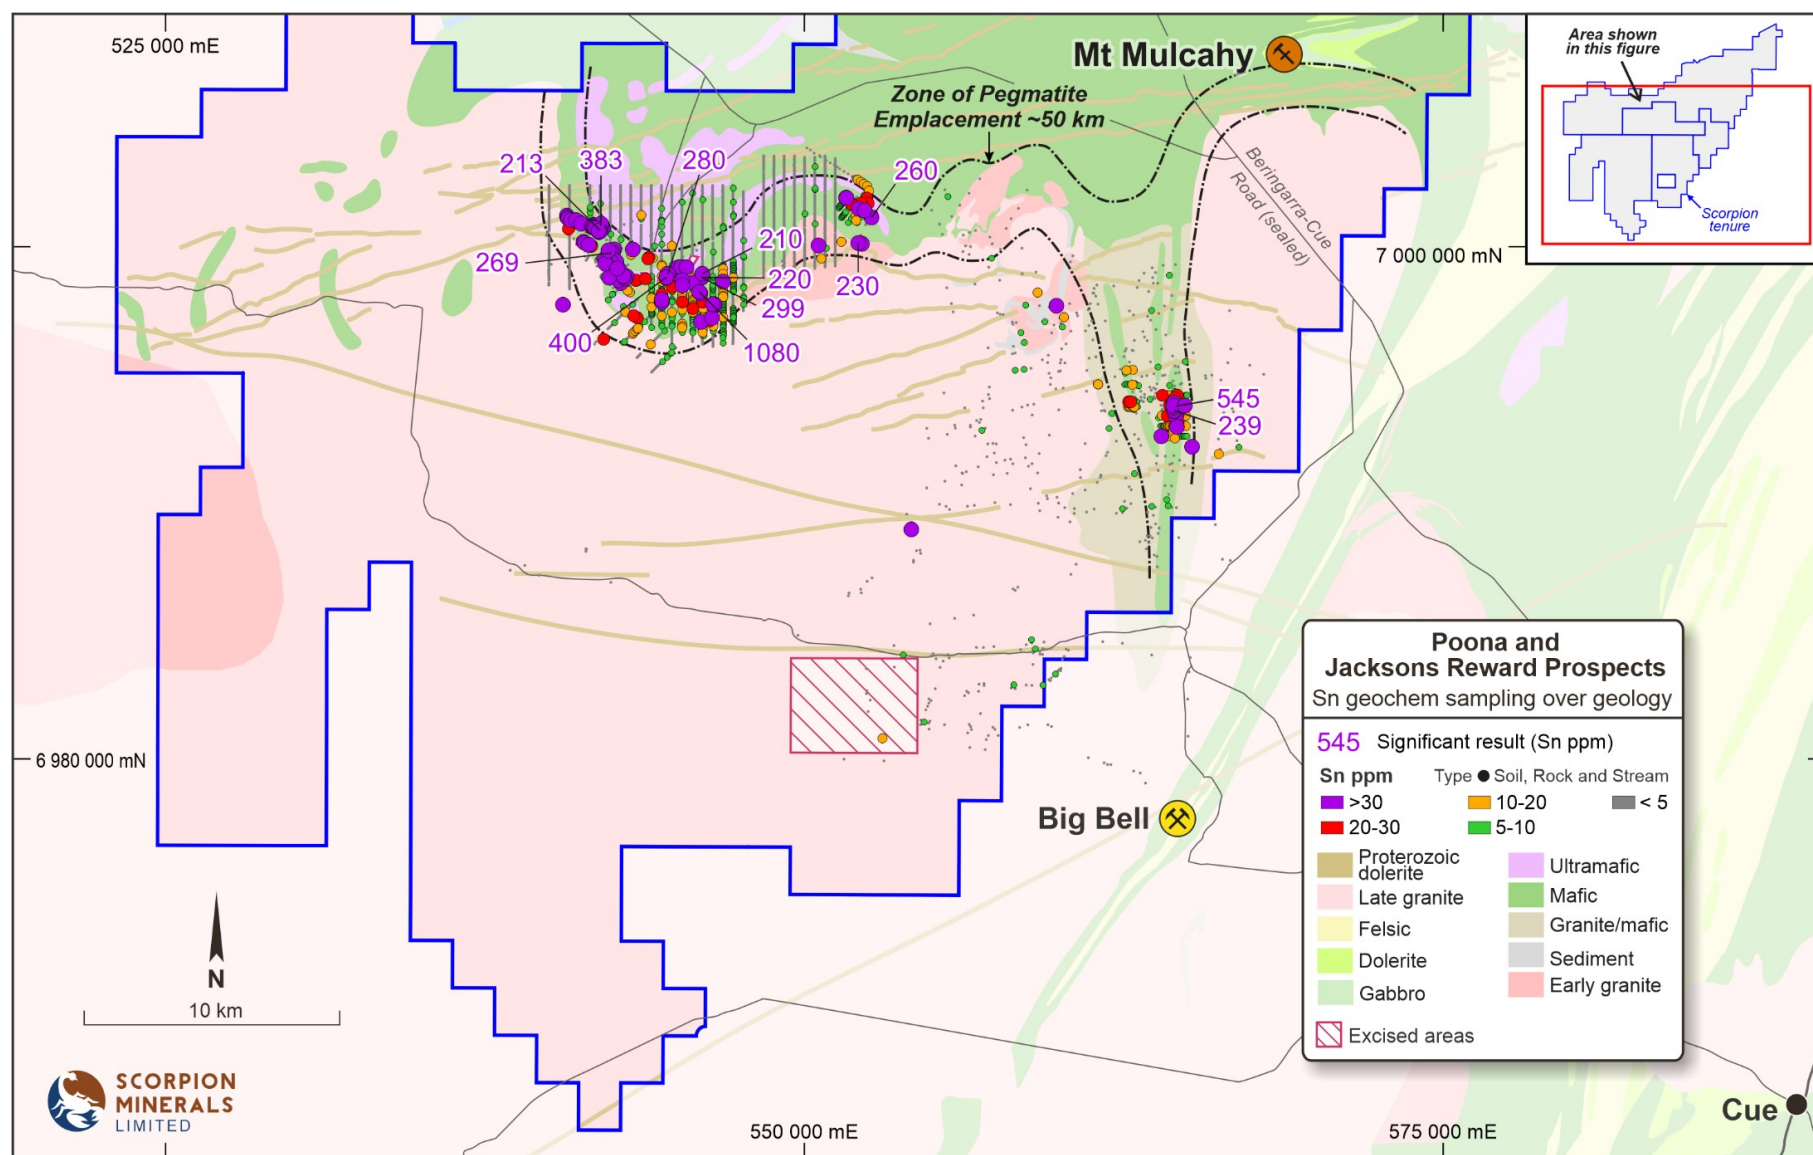 525 000 mE
Mt Mulcahy
Area shown
in this figure
Zone of Pegmatite
Emplacement ~50 km
213
383
280
260
Beringarra-Cue
Road (sealed)
Scorpion
tenure
269
210
220
230
299
7 000 000 mN
400
1080
545
239
6 980 000 mN
Big Bell
Poona and
Jacksons Reward Prospects
Sn geochem sampling over geology
545 Significant result (Sn ppm)
Sn ppm Type Soil, Rock and Stream
>30 10-20 < 5
20-30 5-10
Proterozoic
dolerite
Ultramafic
Late granite Mafic
Felsic Granite/mafic
Dolerite Sediment
Gabbro Early granite
Excised areas
N
10 km
SCORPION
MINERALS
LIMITED
550 000 mE
575 000 mE
Cue